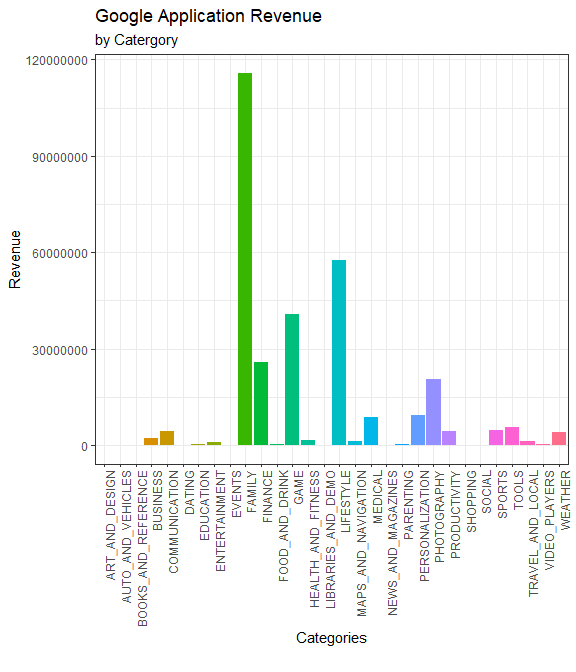 Google Application Revenue
by Catergory
120000000
90000000
60000000
30000000
0
Revenue
ART_AND_DESIGN
AUTO_AND_VEHICLES
BOOKS_AND_REFERENCE
BUSINESS
COMMUNICATION
DATING
EDUCATION
ENTERTAINMENT
EVENTS
FAMILY
FINANCE
FOOD_AND_DRINK
GAME
HEALTH_AND_FITNESS
LIBRARIES_AND_DEMO
LIFESTYLE
MAPS_AND_NAVIGATION
MEDICAL
NEWS_AND_MAGAZINES
PARENTING
PERSONALIZATION
PHOTOGRAPHY
PRODUCTIVITY
SHOPPING
SOCIAL
SPORTS
TOOLS
TRAVEL_AND_LOCAL
VIDEO_PLAYERS
WEATHER
Categories